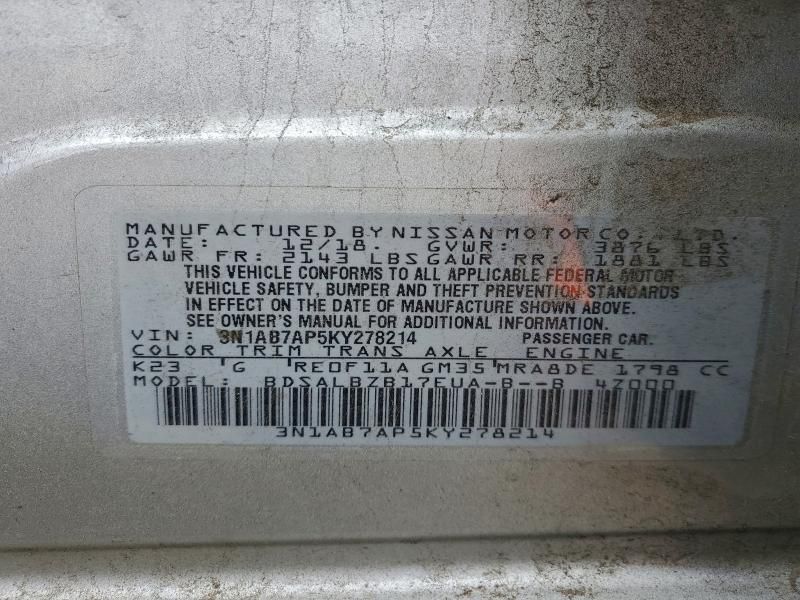 MANUFACTURED BY NISSAN MOTOR CO., LTD.
DATE: 12/18. GVWR: 3876 LBS
GAWR FR: 2143 LBS GAWR RR: 1881 LBS
THIS VEHICLE CONFORMS TO ALL APPLICABLE FEDERAL MOTOR
VEHICLE SAFETY, BUMPER AND THEFT PREVENTION STANDARDS
IN EFFECT ON THE DATE OF MANUFACTURE SHOWN ABOVE.
SEE OWNER'S MANUAL FOR ADDITIONAL INFORMATION.
VIN: 3N1AB7AP5KY278214 PASSENGER CAR.
COLOR TRIM TRANS AXLE ENGINE
K23 G RE0F11A GM35 MRA8DE 1798 CC
MODEL: BDSALBZB17EUA-B--B 4Z000
3N1AB7AP5KY278214